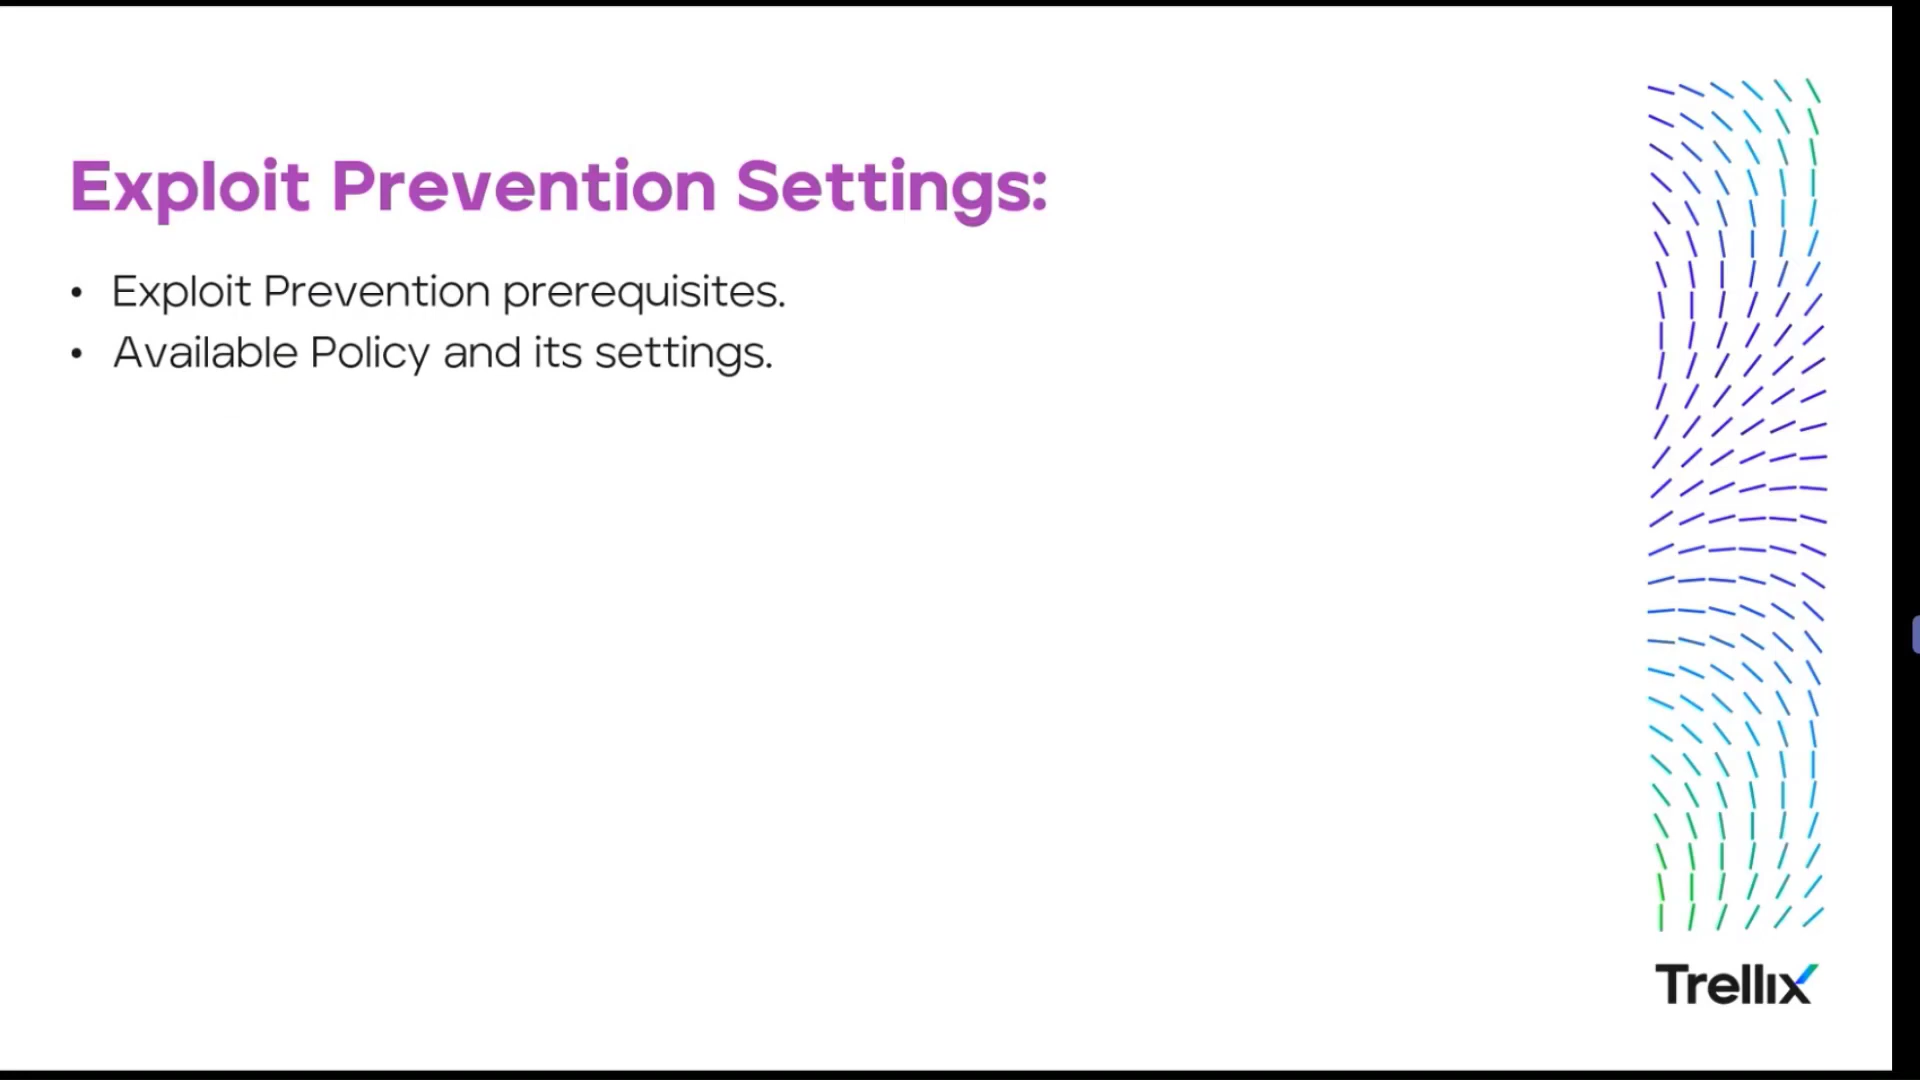 Exploit Prevention Settings:
• Exploit Prevention prerequisites.
• Available Policy and its settings.
Trellix